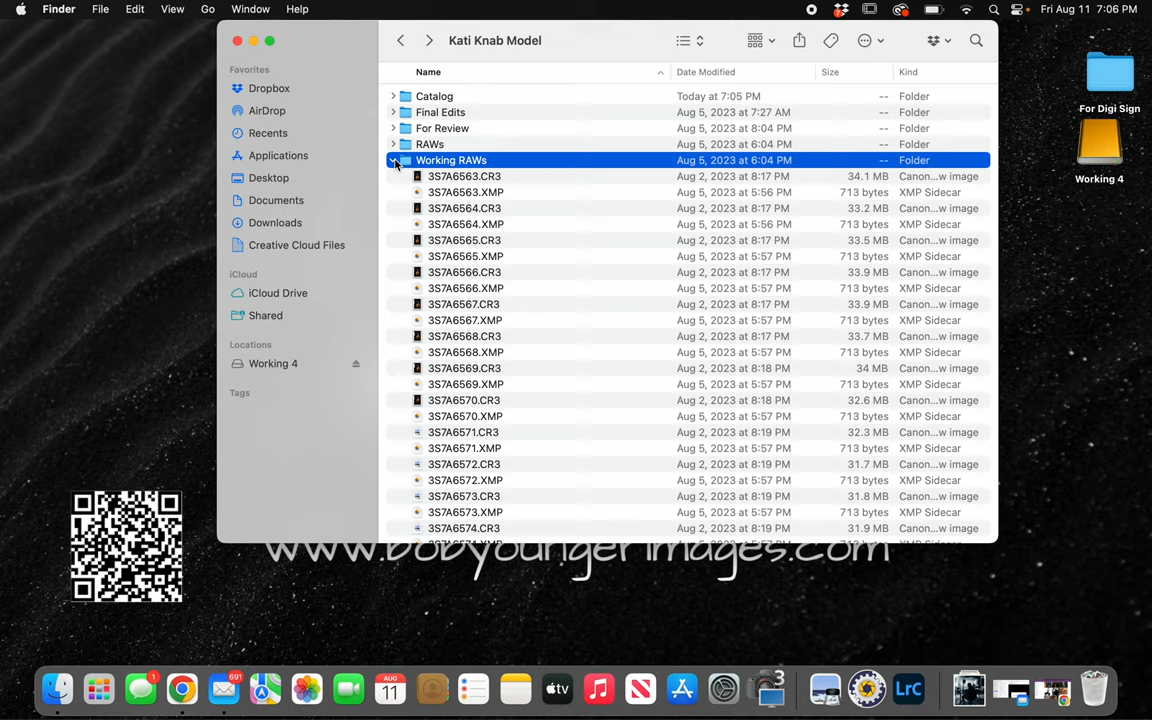 Finder File Edit View Go Window Help 7 Fri Aug 11 7:06 PM
Kati Knab Model
Favorites
Dropbox
AirDrop
Recents
Applications
Desktop
Documents
Downloads
Creative Cloud Files
iCloud
iCloud Drive
Shared
Locations
Working 4
Tags
Name Date Modified Size Kind
Catalog Today at 7:05 PM -- Folder
Final Edits Aug 5, 2023 at 7:27 AM -- Folder
For Review Aug 5, 2023 at 8:04 PM -- Folder
RAWs Aug 5, 2023 at 6:04 PM -- Folder
Working RAWs Aug 5, 2023 at 6:04 PM -- Folder
3S7A6563.CR3 Aug 2, 2023 at 8:17 PM 34.1 MB Canon...w image
3S7A6563.XMP Aug 5, 2023 at 5:56 PM 713 bytes XMP Sidecar
3S7A6564.CR3 Aug 2, 2023 at 8:17 PM 33.2 MB Canon...w image
3S7A6564.XMP Aug 5, 2023 at 5:56 PM 713 bytes XMP Sidecar
3S7A6565.CR3 Aug 2, 2023 at 8:17 PM 33.5 MB Canon...w image
3S7A6565.XMP Aug 5, 2023 at 5:57 PM 713 bytes XMP Sidecar
3S7A6566.CR3 Aug 2, 2023 at 8:17 PM 33.9 MB Canon...w image
3S7A6566.XMP Aug 5, 2023 at 5:57 PM 713 bytes XMP Sidecar
3S7A6567.CR3 Aug 2, 2023 at 8:17 PM 33.9 MB Canon...w image
3S7A6567.XMP Aug 5, 2023 at 5:57 PM 713 bytes XMP Sidecar
3S7A6568.CR3 Aug 2, 2023 at 8:17 PM 33.7 MB Canon...w image
3S7A6568.XMP Aug 5, 2023 at 5:57 PM 713 bytes XMP Sidecar
3S7A6569.CR3 Aug 2, 2023 at 8:18 PM 34 MB Canon...w image
3S7A6569.XMP Aug 5, 2023 at 5:57 PM 713 bytes XMP Sidecar
3S7A6570.CR3 Aug 2, 2023 at 8:18 PM 32.6 MB Canon...w image
3S7A6570.XMP Aug 5, 2023 at 5:57 PM 713 bytes XMP Sidecar
3S7A6571.CR3 Aug 2, 2023 at 8:19 PM 32.3 MB Canon...w image
3S7A6571.XMP Aug 5, 2023 at 5:57 PM 713 bytes XMP Sidecar
3S7A6572.CR3 Aug 2, 2023 at 8:19 PM 31.7 MB Canon...w image
3S7A6572.XMP Aug 5, 2023 at 5:57 PM 713 bytes XMP Sidecar
3S7A6573.CR3 Aug 2, 2023 at 8:19 PM 31.8 MB Canon...w image
3S7A6573.XMP Aug 5, 2023 at 5:57 PM 713 bytes XMP Sidecar
3S7A6574.CR3 Aug 2, 2023 at 8:19 PM 31.9 MB Canon...w image
For Digi Sign
Working 4
www.bobyoungerimages.com
1
691
AUG
11
tv
3
LrC